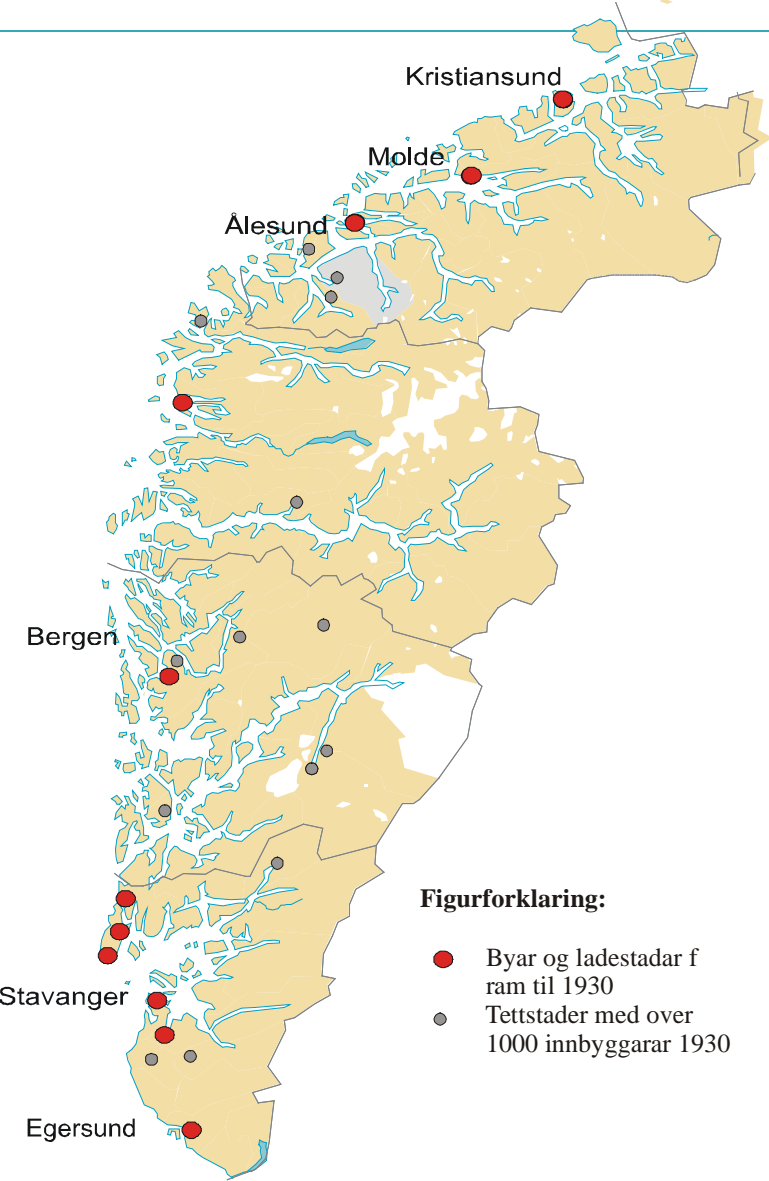 Kristiansund
Molde
Ålesund
Bergen
Figurforklaring:
Byar og ladestadar f
ram til 1930
Stavanger
Tettstader med over
1000 innbyggarar 1930
Egersund